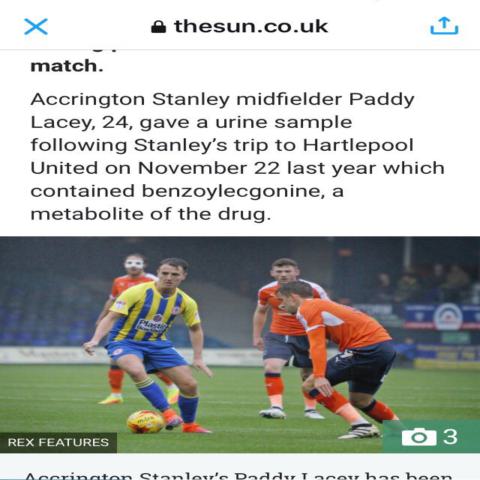 thesun.co.uk
match.
Accrington Stanley midfielder Paddy
Lacey, 24, gave a urine sample
following Stanley's trip to Hartlepool
United on November 22 last year which
contained benzoylecgonine, a
metabolite of the drug.
REX FEATURES
3
Accrington Stanley's Paddy Lacey has been